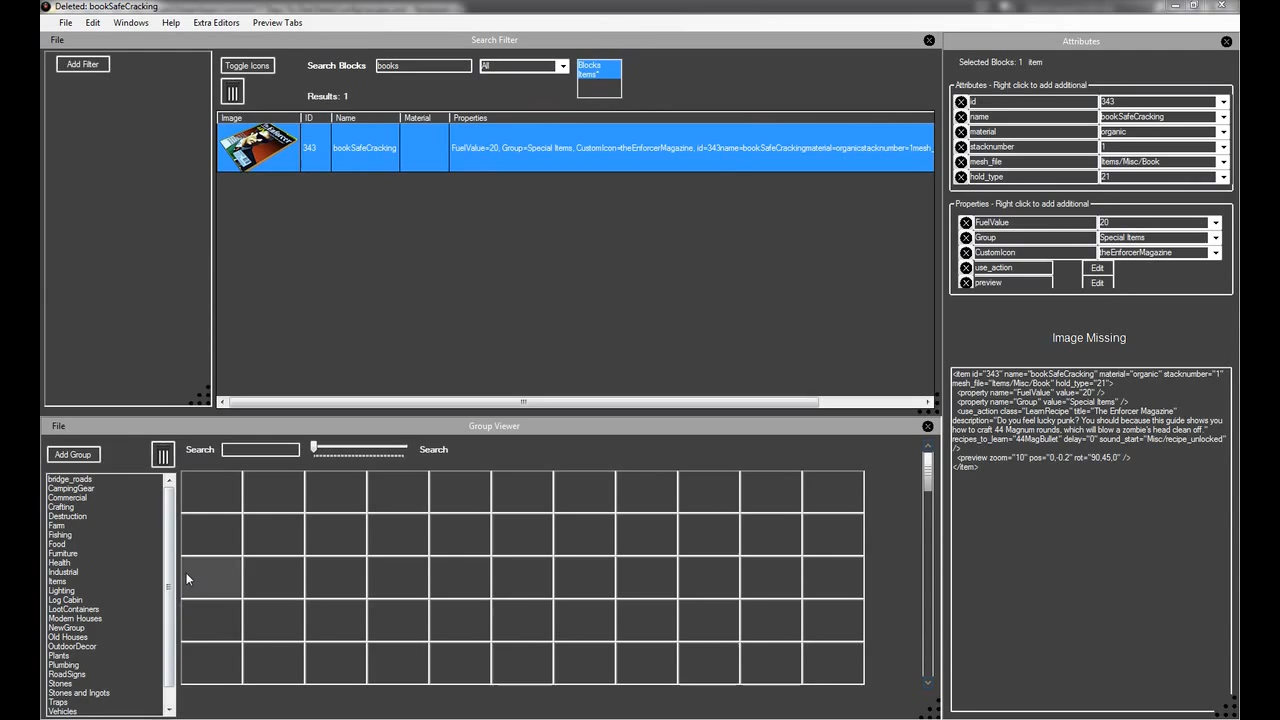 Deleted: bookSafeCracking
File Edit Windows Help Extra Editors Preview Tabs
File
Search Filter
Attributes
Add Filter
Toggle Icons
Search Blocks
books
All
Blocks
Items*
Results: 1
Image ID Name Material Properties
Enforcer
343 bookSafeCracking FuelValue=20, Group=Special Items, CustomIcon=theEnforcerMagazine, id=343name=bookSafeCrackingmaterial=organicstacknumber=1mesh_
Selected Blocks: 1 item
Attributes - Right click to add additional
id 343
name bookSafeCracking
material organic
stacknumber 1
mesh_file Items/Misc/Book
hold_type 21
Properties - Right click to add additional
FuelValue 20
Group Special Items
CustomIcon theEnforcerMagazine
use_action Edit
preview Edit
Image Missing
<item id="343" name="bookSafeCracking" material="organic" stacknumber="1"
mesh_file="Items/Misc/Book" hold_type="21">
<property name="FuelValue" value="20" />
<property name="Group" value="Special Items" />
<use_action class="LearnRecipe" title="The Enforcer Magazine"
description="Do you feel lucky punk? You should because this guide shows you
how to craft 44 Magnum rounds, which will blow a zombie's head clean off."
recipes_to_learn="44MagBullet" delay="0" sound_start="Misc/recipe_unlocked"
/>
<preview zoom="10" pos="0,-0.2" rot="90,45,0" />
</item>
File
Group Viewer
Add Group
Search
Search
bridge_roads
CampingGear
Commercial
Crafting
Destruction
Farm
Fishing
Food
Furniture
Health
Industrial
Items
Lighting
Log Cabin
LootContainers
Modern Houses
NewGroup
Old Houses
OutdoorDecor
Plants
Plumbing
RoadSigns
Stones
Stones and Ingots
Traps
Vehicles